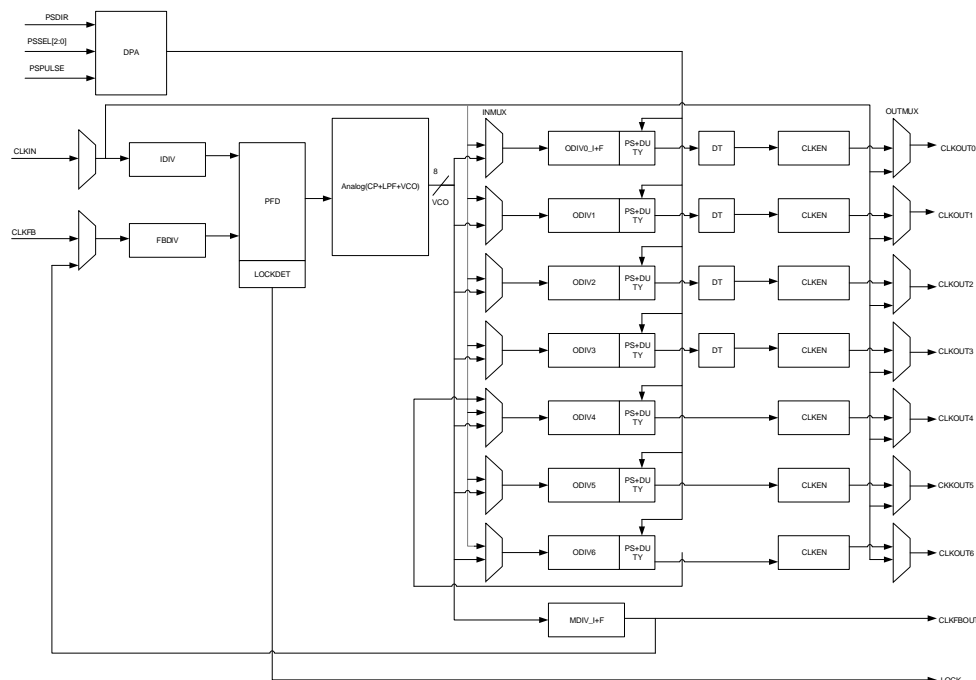 PSDIR
PSSEL[2:0]
PSPULSE
DPA
INMUX
OUTMUX
CLKIN
IDIV
PFD
LOCKDET
Analog(CP+LPF+VCO)
8
VCO
CLKFB
FBDIV
ODIV0_I+F
PS+DU
TY
DT
CLKEN
CLKOUT0
ODIV1
PS+DU
TY
DT
CLKEN
CLKOUT1
ODIV2
PS+DU
TY
DT
CLKEN
CLKOUT2
ODIV3
PS+DU
TY
DT
CLKEN
CLKOUT3
ODIV4
PS+DU
TY
CLKEN
CLKOUT4
ODIV5
PS+DU
TY
CLKEN
CKKOUT5
ODIV6
PS+DU
TY
CLKEN
CLKOUT6
MDIV_I+F
CLKFBOUT
LOCK